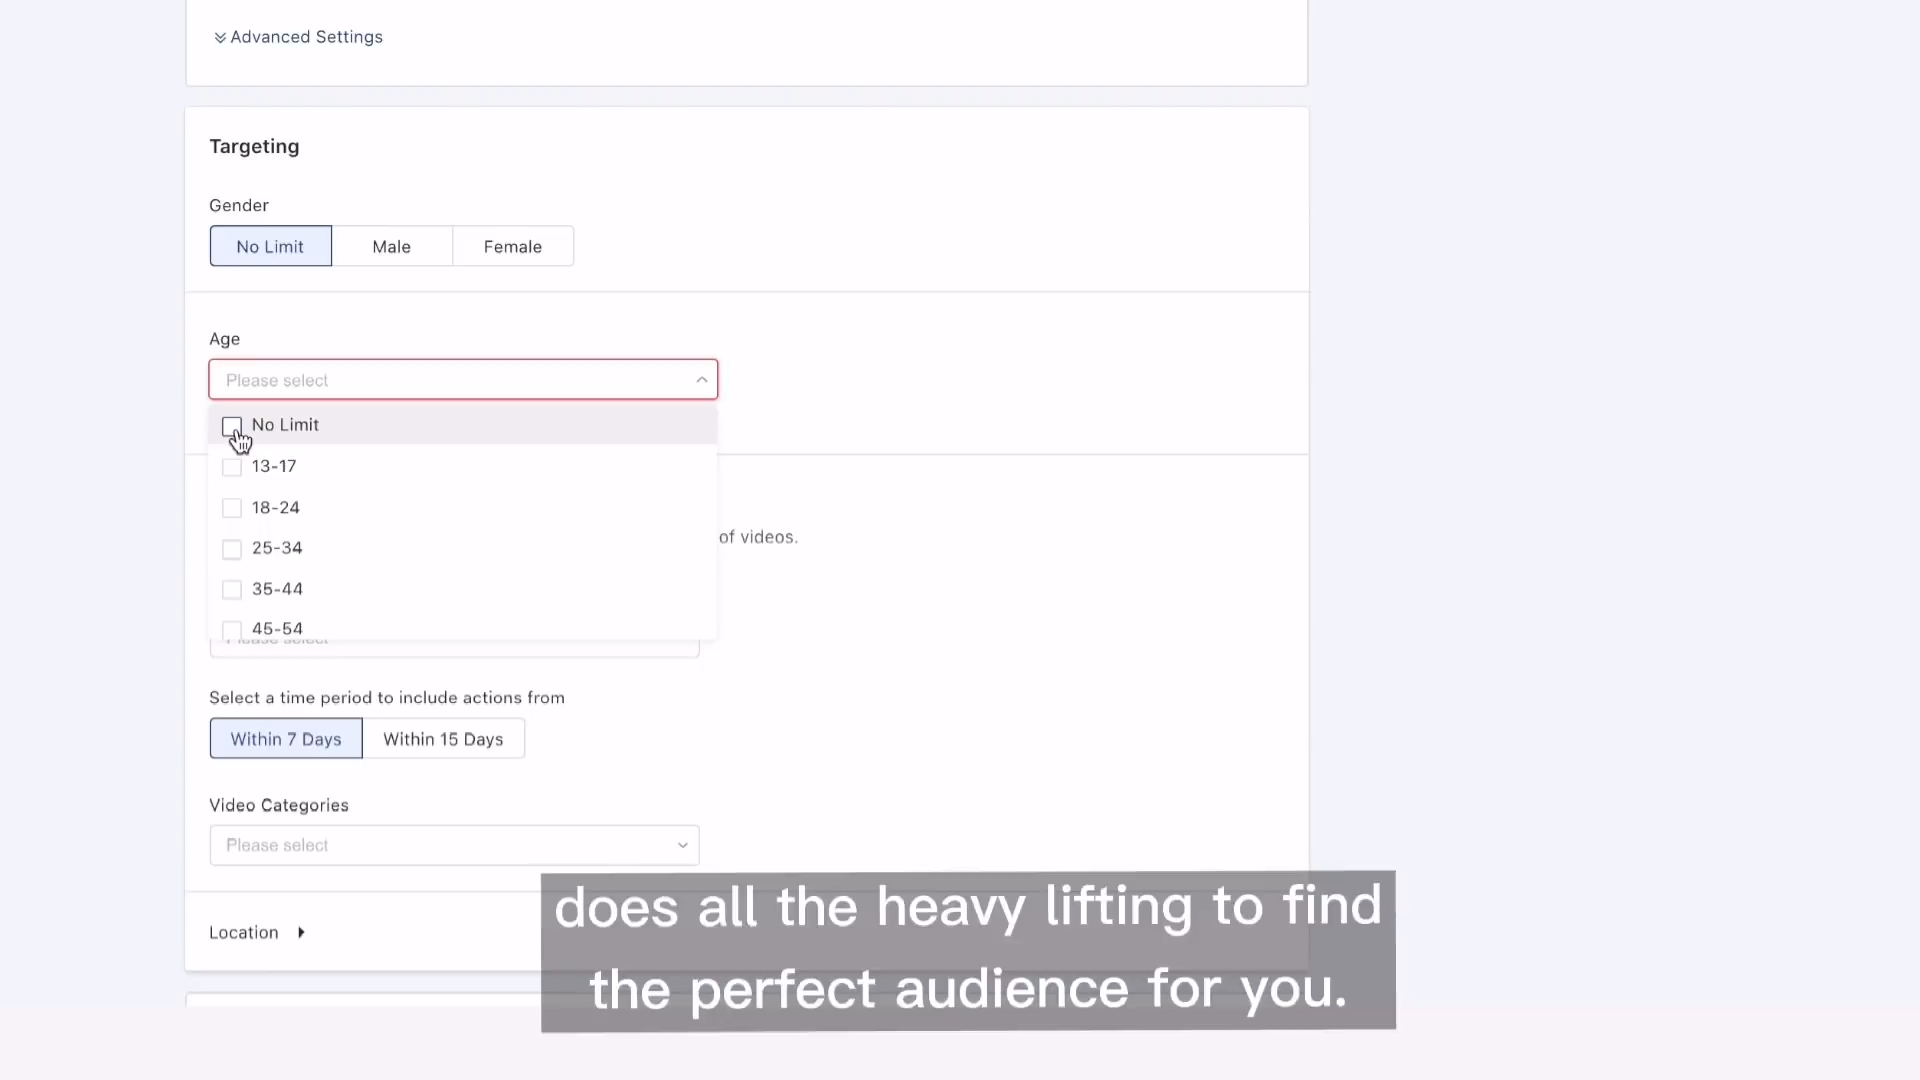 Advanced Settings
Targeting
Gender
No Limit Male Female
Age
Please select
No Limit
13-17
18-24
of videos.
25-34
35-44
45-54
Please select
Select a time period to include actions from
Within 7 Days Within 15 Days
Video Categories
Please select
Location
does all the heavy lifting to find
the perfect audience for you.